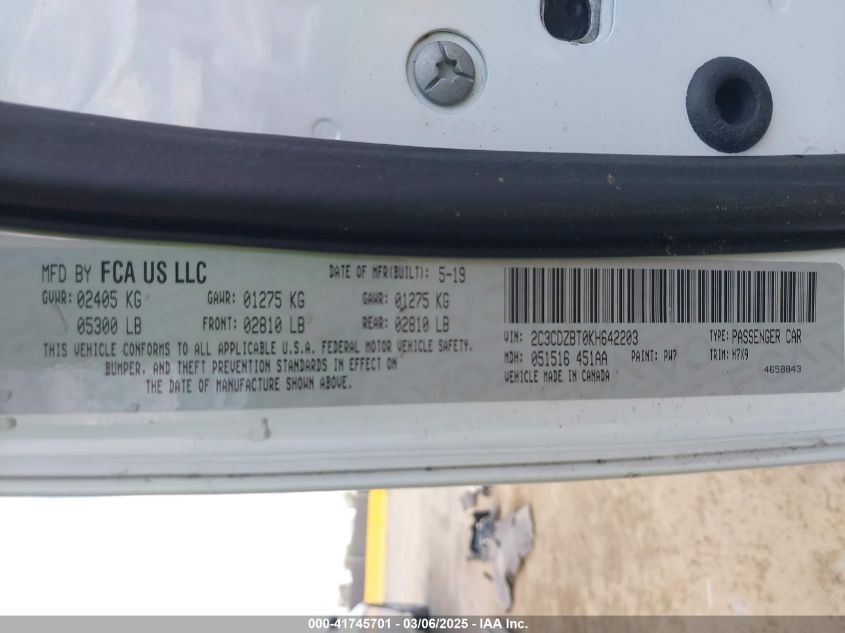 MFD BY FCA US LLC DATE OF MFR(BUILT): 5-19
GVWR: 02405 KG GAWR: 01275 KG GAWR: 01275 KG
05300 LB FRONT: 02810 LB REAR: 02810 LB
THIS VEHICLE CONFORMS TO ALL APPLICABLE U.S.A. FEDERAL MOTOR VEHICLE SAFETY,
BUMPER, AND THEFT PREVENTION STANDARDS IN EFFECT ON
THE DATE OF MANUFACTURE SHOWN ABOVE.
VIN: 2C3CDZBT0KH642203 TYPE: PASSENGER CAR
MDH: 051516 451AA PAINT: PW7 TRIM: H7X9
VEHICLE MADE IN CANADA 4658843
000-41745701 - 03/06/2025 - IAA Inc.